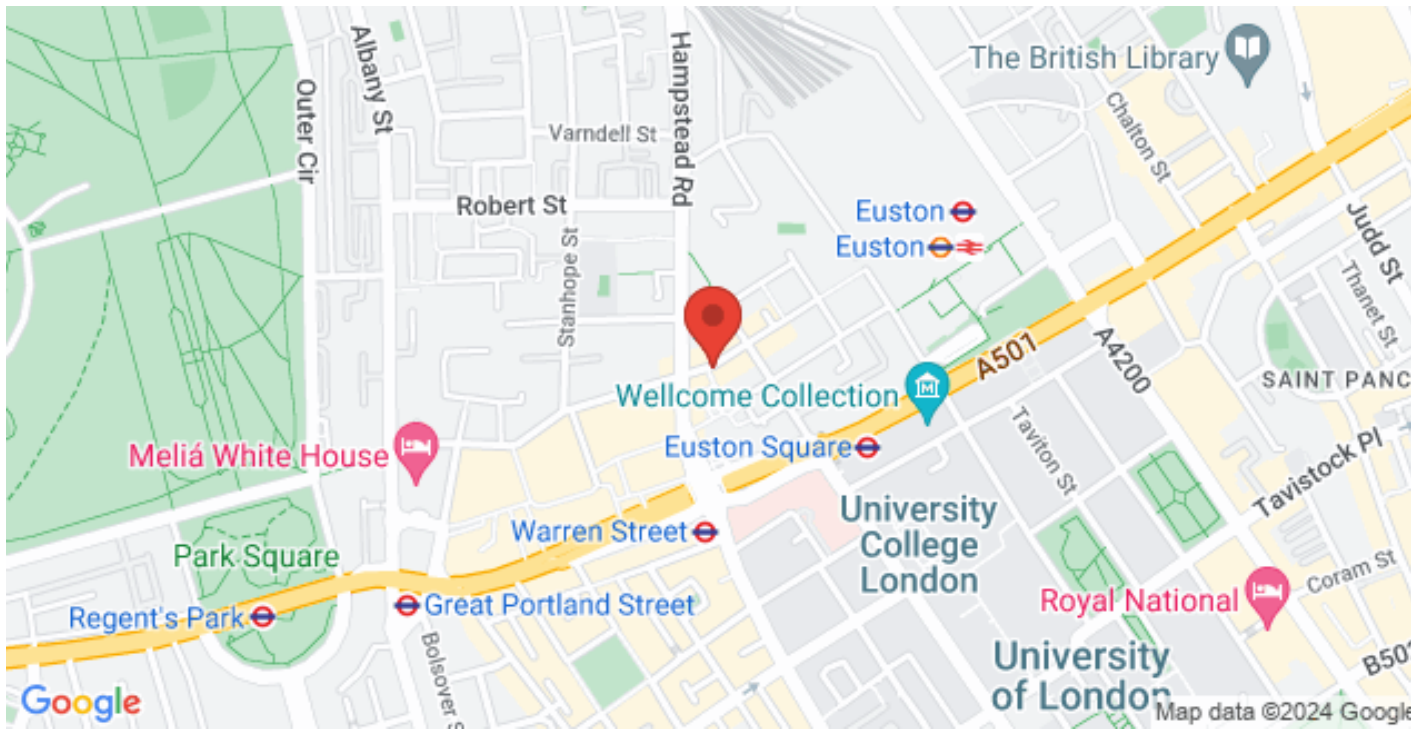 The British Library
Albany St
Hampstead Rd
Outer Cir
Chalton St
Varndell St
Robert St
Euston
Euston
Judd St
Stanhope St
Thanet St
A501
A4200
Wellcome Collection
SAINT PANC
Meliá White House
Euston Square
Taviton St
Tavistock Pl
Warren Street
University
College
London
Park Square
Coram St
Regent's Park
Great Portland Street
Royal National
Bolsover S
B501
University
of London
Google
Map data ©2024 Google